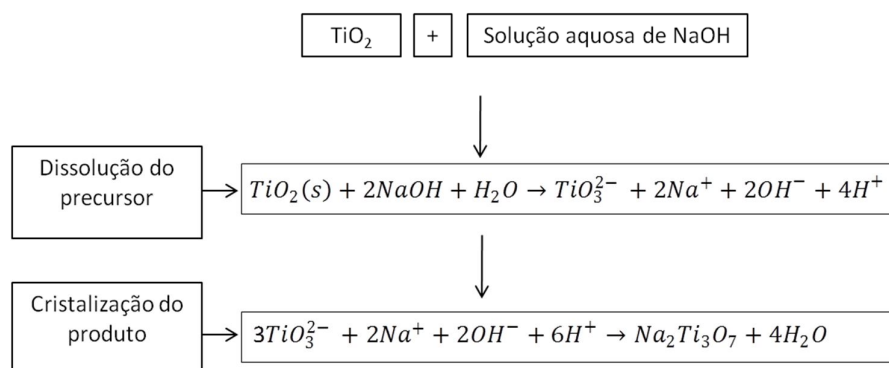 TiO₂ + Solução aquosa de NaOH
Dissolução do
precursor
TiO₂(s) + 2NaOH + H₂O → TiO₃²⁻ + 2Na⁺ + 2OH⁻ + 4H⁺
Cristalização do
produto
3TiO₃²⁻ + 2Na⁺ + 2OH⁻ + 6H⁺ → Na₂Ti₃O₇ + 4H₂O